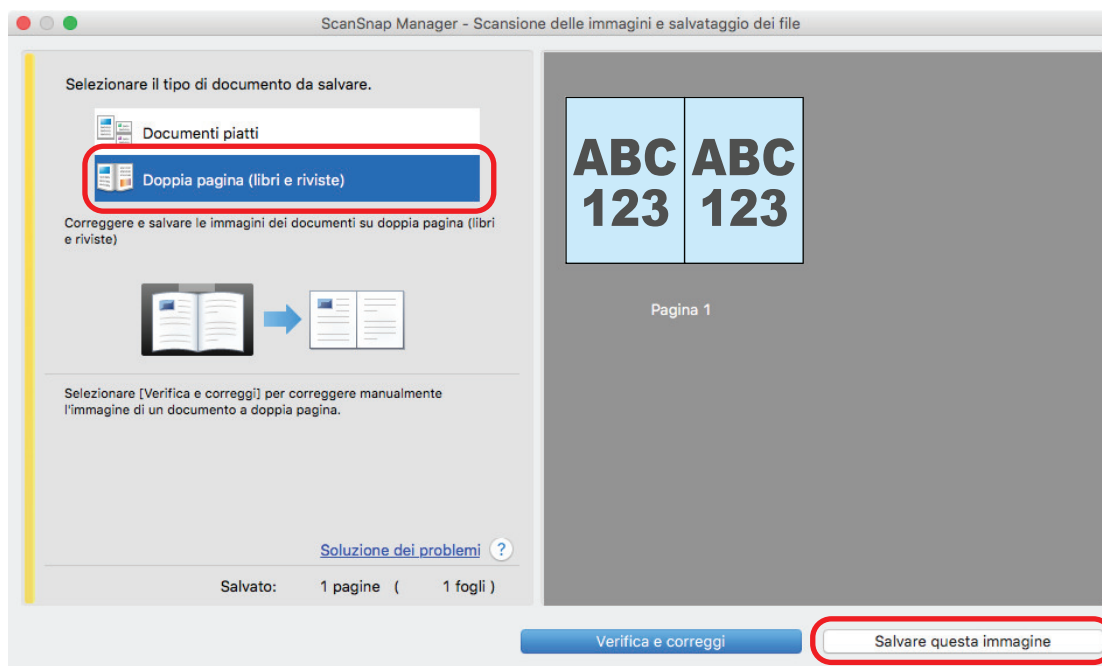 ScanSnap Manager - Scansione delle immagini e salvataggio dei file
Selezionare il tipo di documento da salvare.
Documenti piatti
Doppia pagina (libri e riviste)
Correggere e salvare le immagini dei documenti su doppia pagina (libri
e riviste)
Selezionare [Verifica e correggi] per correggere manualmente
l'immagine di un documento a doppia pagina.
Soluzione dei problemi ?
Salvato: 1 pagine ( 1 fogli )
ABC ABC
123 123
Pagina 1
Verifica e correggi
Salvare questa immagine